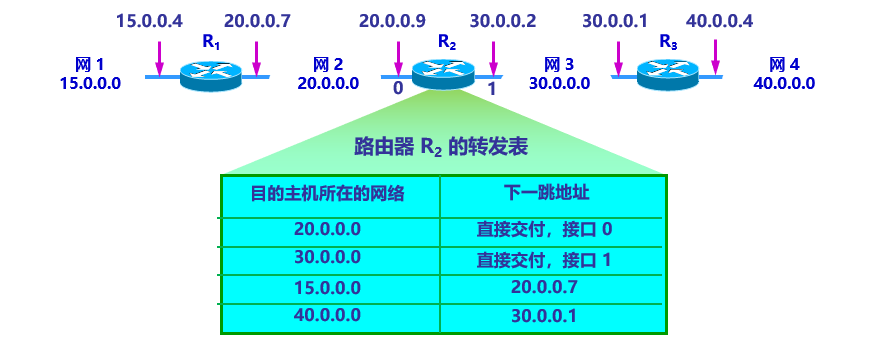 15.0.0.4 20.0.0.7 20.0.0.9 30.0.0.2 30.0.0.1 40.0.0.4
R1 R2 R3
网 1 网 2 网 3 网 4
15.0.0.0 20.0.0.0 0 1 30.0.0.0 40.0.0.0
路由器 R2 的转发表
目的主机所在的网络 下一跳地址
20.0.0.0 直接交付，接口 0
30.0.0.0 直接交付，接口 1
15.0.0.0 20.0.0.7
40.0.0.0 30.0.0.1